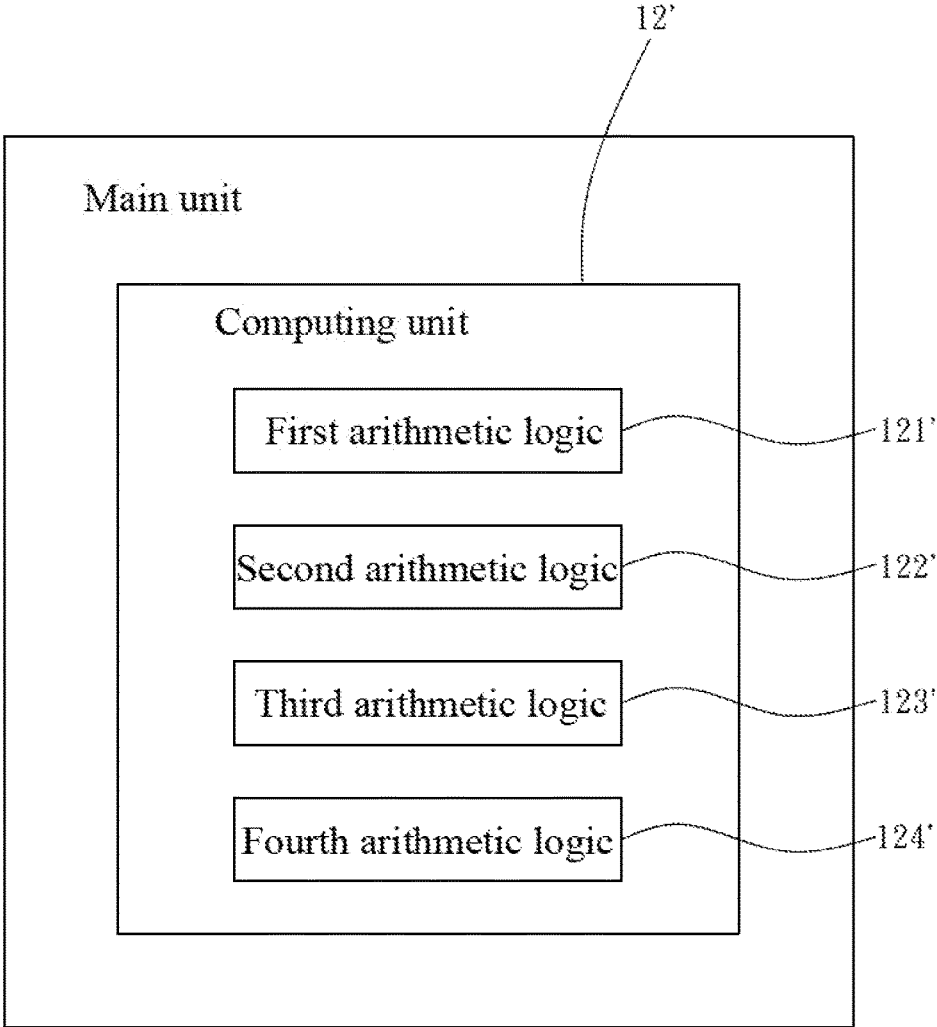 12'
Main unit
Computing unit
First arithmetic logic
121'
Second arithmetic logic
122'
Third arithmetic logic
123'
Fourth arithmetic logic
124'